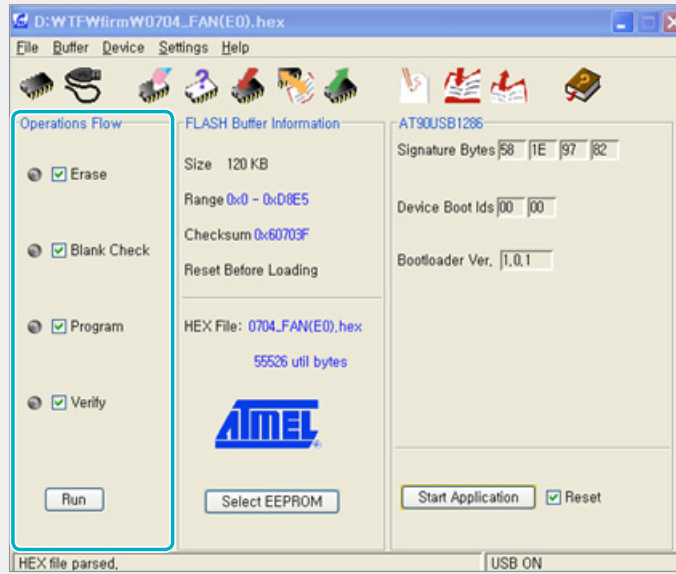 D:₩TF₩firm₩0704_FAN(E0).hex
File Buffer Device Settings Help
Operations Flow
Erase
Blank Check
Program
Verify
Run
FLASH Buffer Information
Size 120 KB
Range 0x0 - 0xD8E5
Checksum 0x60703F
Reset Before Loading
HEX File: 0704_FAN(E0).hex
55526 util bytes
ATMEL
Select EEPROM
AT90USB1286
Signature Bytes 58 1E 97 82
Device Boot Ids 00 00
Bootloader Ver. 1.0.1
Start Application Reset
HEX file parsed.
USB ON